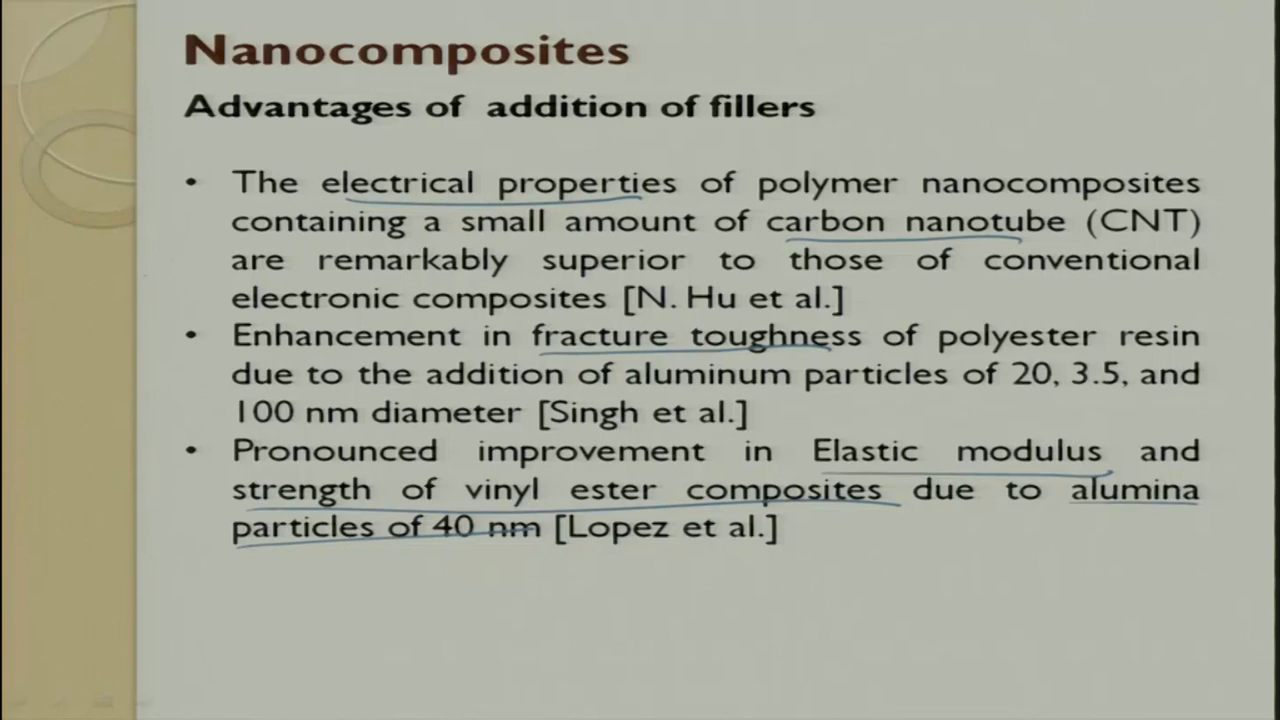 Nanocomposites
Advantages of addition of fillers
• The electrical properties of polymer nanocomposites
containing a small amount of carbon nanotube (CNT)
are remarkably superior to those of conventional
electronic composites [N. Hu et al.]
• Enhancement in fracture toughness of polyester resin
due to the addition of aluminum particles of 20, 3.5, and
100 nm diameter [Singh et al.]
• Pronounced improvement in Elastic modulus and
strength of vinyl ester composites due to alumina
particles of 40 nm [Lopez et al.]